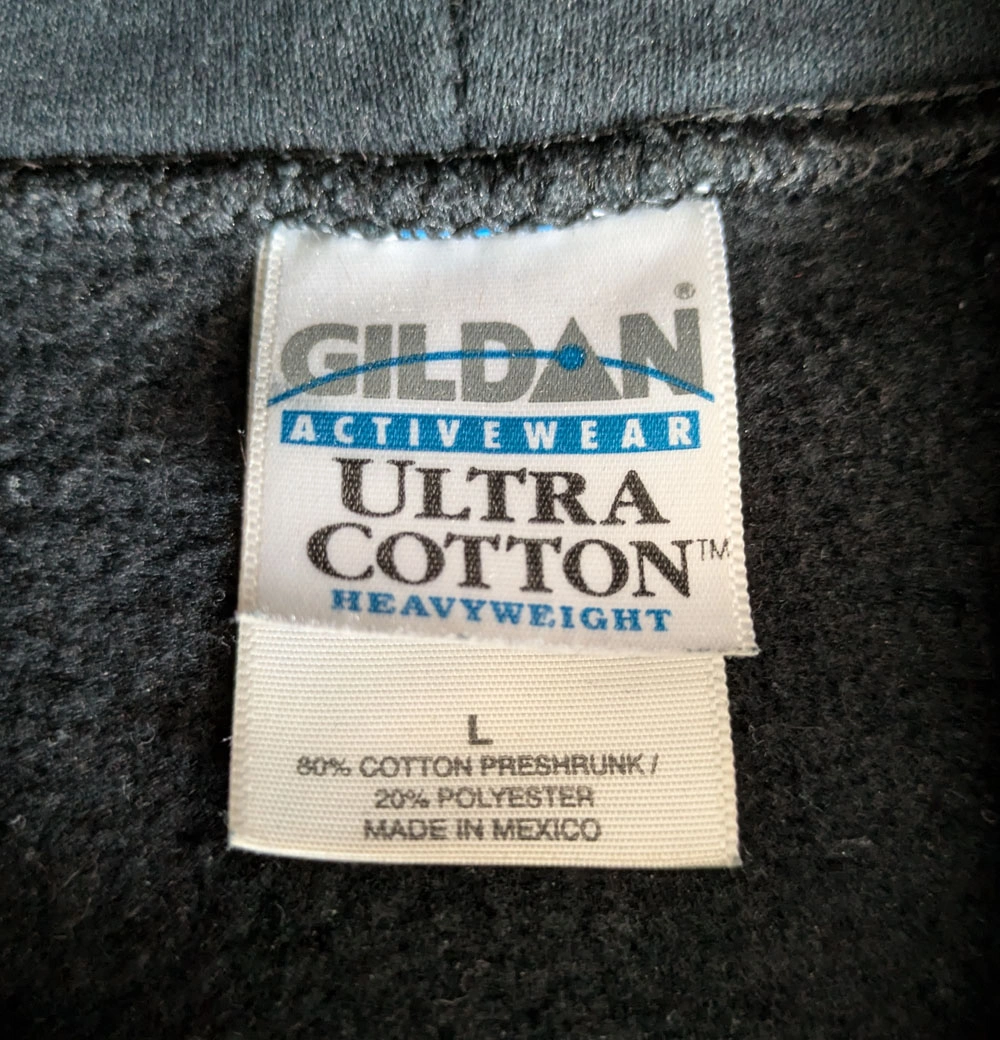 GILDAN®
ACTIVEWEAR
ULTRA
COTTON™
HEAVYWEIGHT
L
80% COTTON PRESHRUNK /
20% POLYESTER
MADE IN MEXICO